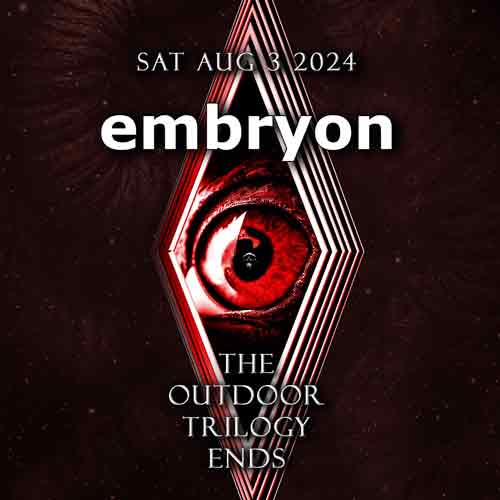 SAT AUG 3 2024
embryon
THE
OUTDOOR
TRILOGY
ENDS